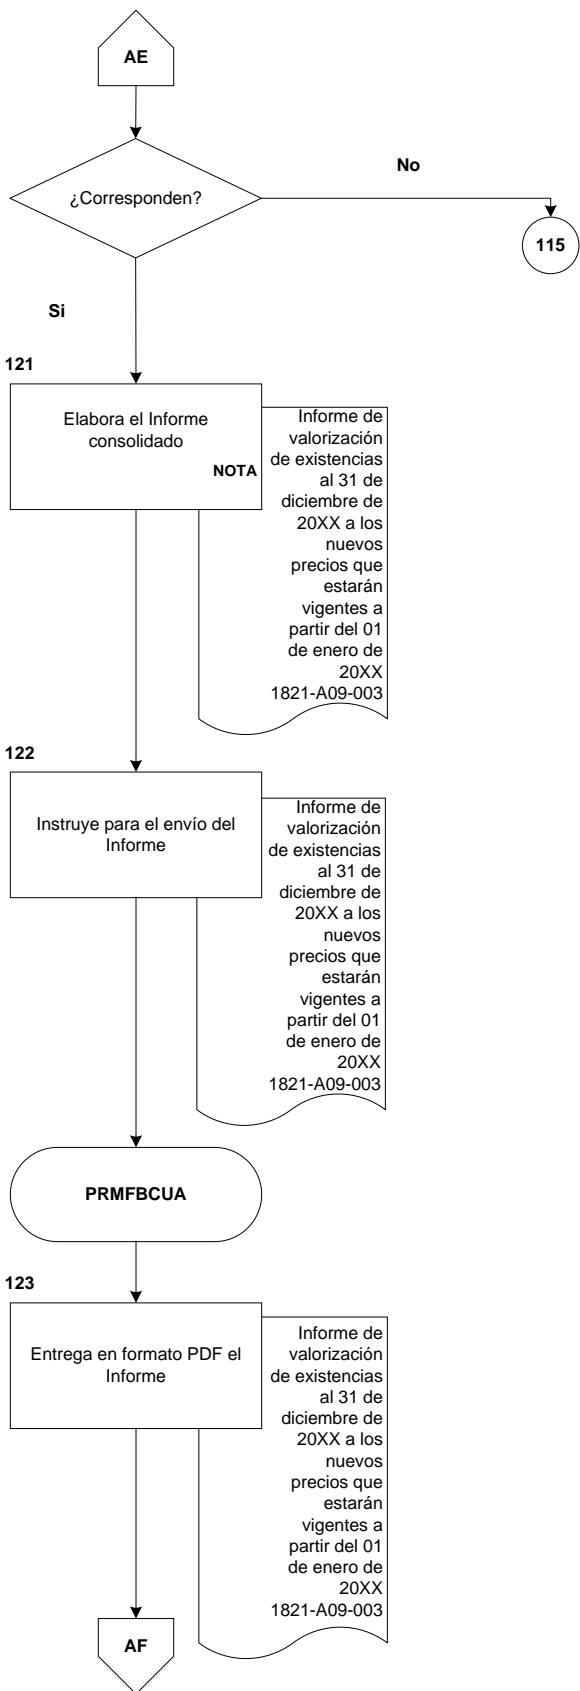 AE
¿Corresponden?
No
115
Si
121
Elabora el Informe
consolidado
NOTA
Informe de
valorización
de existencias
al 31 de
diciembre de
20XX a los
nuevos
precios que
estarán
vigentes a
partir del 01
de enero de
20XX
1821-A09-003
122
Instruye para el envío del
Informe
Informe de
valorización
de existencias
al 31 de
diciembre de
20XX a los
nuevos
precios que
estarán
vigentes a
partir del 01
de enero de
20XX
1821-A09-003
PRMFBCUA
123
Entrega en formato PDF el
Informe
Informe de
valorización
de existencias
al 31 de
diciembre de
20XX a los
nuevos
precios que
estarán
vigentes a
partir del 01
de enero de
20XX
1821-A09-003
AF